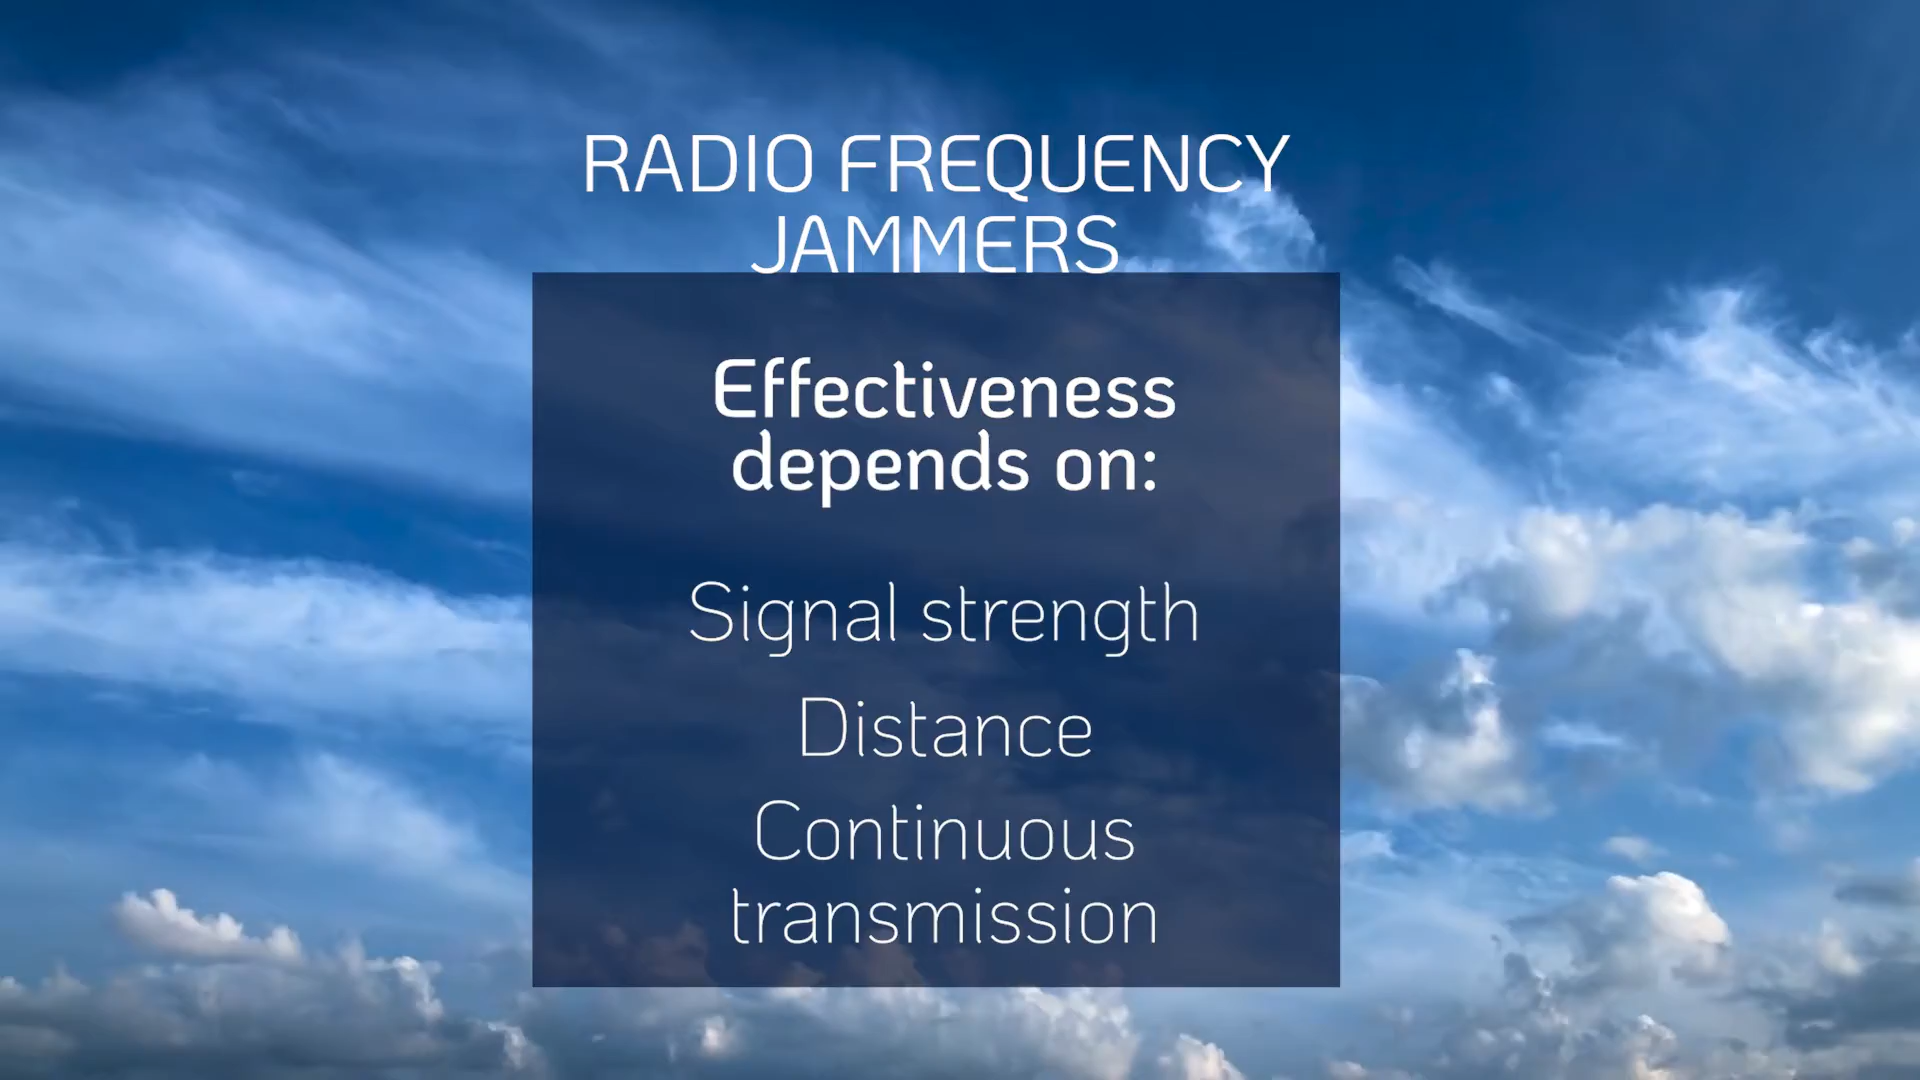 RADIO FREQUENCY
JAMMERS
Effectiveness
depends on:
Signal strength
Distance
Continuous
transmission